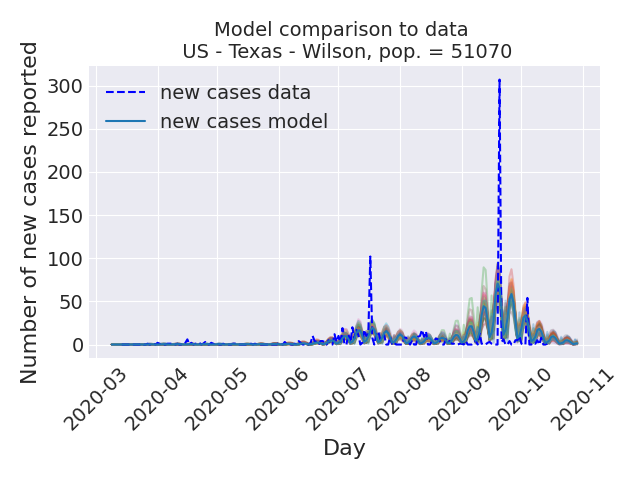 Model comparison to data
US - Texas - Wilson, pop. = 51070
Number of new cases reported
300
250
200
150
100
50
0
new cases data
new cases model
2020-03
2020-04
2020-05
2020-06
2020-07
2020-08
2020-09
2020-10
2020-11
Day